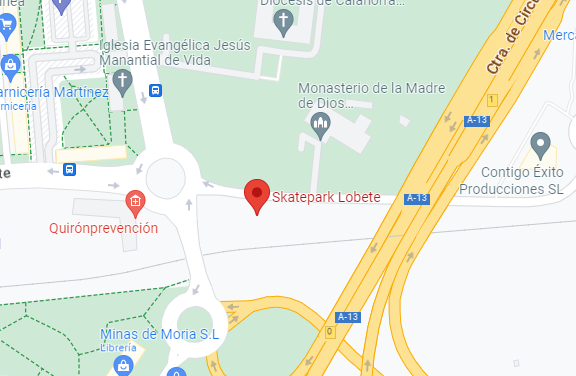 inea
Diócesis de Calahorra...
Ctra. de Circu
Iglesia Evangélica Jesús
Manantial de Vida
Merca
arnicería Martínez
arnicería
Monasterio de la Madre
de Dios...
1
A-13
Contigo Éxito
Producciones SL
te
Skatepark Lobete
A-13
Quirónprevención
A-13
0
Minas de Moria S.L
Librería